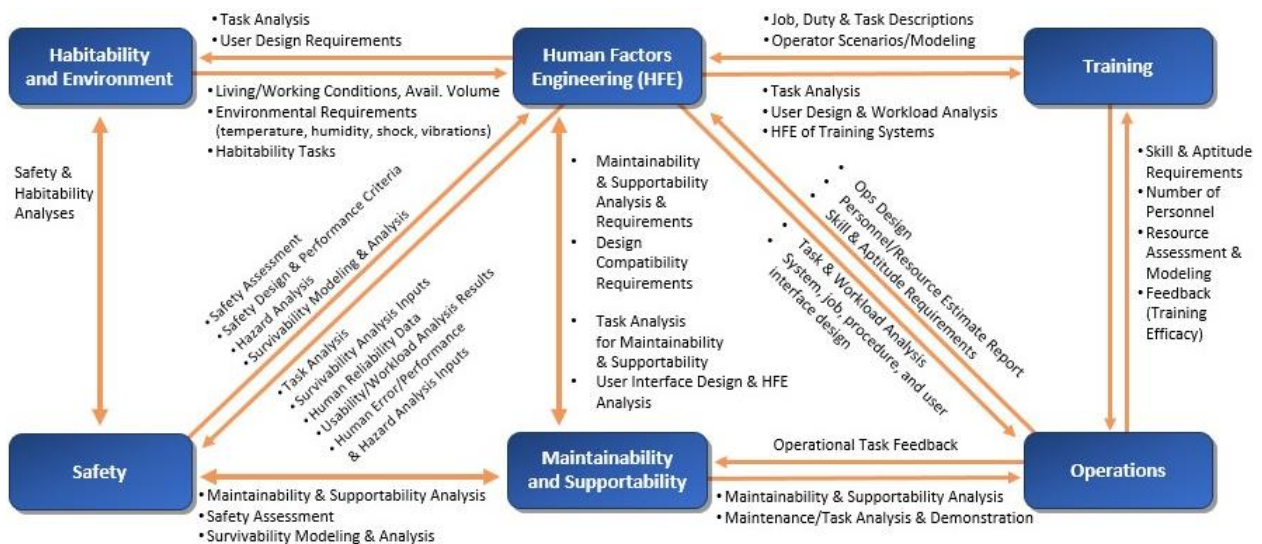 • Task Analysis
• User Design Requirements
• Job, Duty & Task Descriptions
• Operator Scenarios/Modeling
Habitability
and Environment
Human Factors
Engineering (HFE)
Training
• Living/Working Conditions, Avail. Volume
• Environmental Requirements
(temperature, humidity, shock, vibrations)
• Habitability Tasks
• Task Analysis
• User Design & Workload Analysis
• HFE of Training Systems
Safety &
Habitability
Analyses
• Safety Assessment
• Safety Design & Performance Criteria
• Hazard Analysis
• Survivability Modeling & Analysis
• Task Analysis
• Survivability Analysis Inputs
• Human Reliability Data
• Usability/Workload Analysis Results
• Human Error/Performance
& Hazard Analysis Inputs
• Maintainability
& Supportability
Analysis &
Requirements
• Design
Compatibility
Requirements
• Task Analysis
for Maintainability
& Supportability
• User Interface Design & HFE
Analysis
• Ops Design
• Personnel/Resource Estimate Report
• Skill & Aptitude Requirements
• Task & Workload Analysis
• System, job, procedure, and user
interface design
• Skill & Aptitude
Requirements
• Number of
Personnel
• Resource
Assessment &
Modeling
• Feedback
(Training
Efficacy)
Safety
Maintainability
and Supportability
Operations
Operational Task Feedback
• Maintainability & Supportability Analysis
• Safety Assessment
• Survivability Modeling & Analysis
• Maintainability & Supportability Analysis
• Maintenance/Task Analysis & Demonstration